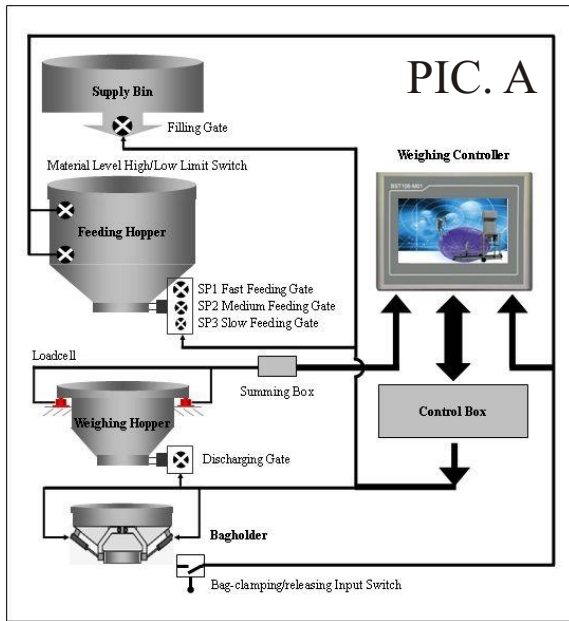 PIC. A
Supply Bin
Filling Gate
Material Level High/Low Limit Switch
Weighing Controller
BST106-M01
Feeding Hopper
SP1 Fast Feeding Gate
SP2 Medium Feeding Gate
SP3 Slow Feeding Gate
Loadcell
Summing Box
Weighing Hopper
Control Box
Discharging Gate
Bagholder
Bag-clamping/releasing Input Switch